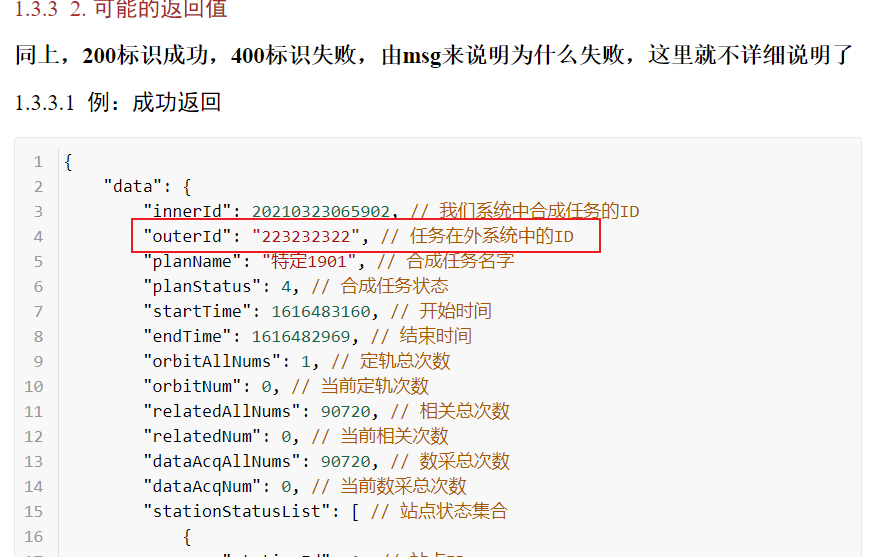 1.3.3 2. 可能的返回值
同上，200标识成功，400标识失败，由msg来说明为什么失败，这里就不详细说明了
1.3.3.1 例：成功返回
1 {
2 "data": {
3 "innerId": 20210323065902, // 我们系统中合成任务的ID
4 "outerId": "223232322", // 任务在外系统中的ID
5 "planName": "特定1901", // 合成任务名字
6 "planStatus": 4, // 合成任务状态
7 "startTime": 1616483160, // 开始时间
8 "endTime": 1616482969, // 结束时间
9 "orbitAllNums": 1, // 定轨总次数
10 "orbitNum": 0, // 当前定轨次数
11 "relatedAllNums": 90720, // 相关总次数
12 "relatedNum": 0, // 当前相关次数
13 "dataAcqAllNums": 90720, // 数采总次数
14 "dataAcqNum": 0, // 当前数采总次数
15 "stationStatusList": [ // 站点状态集合
16 {